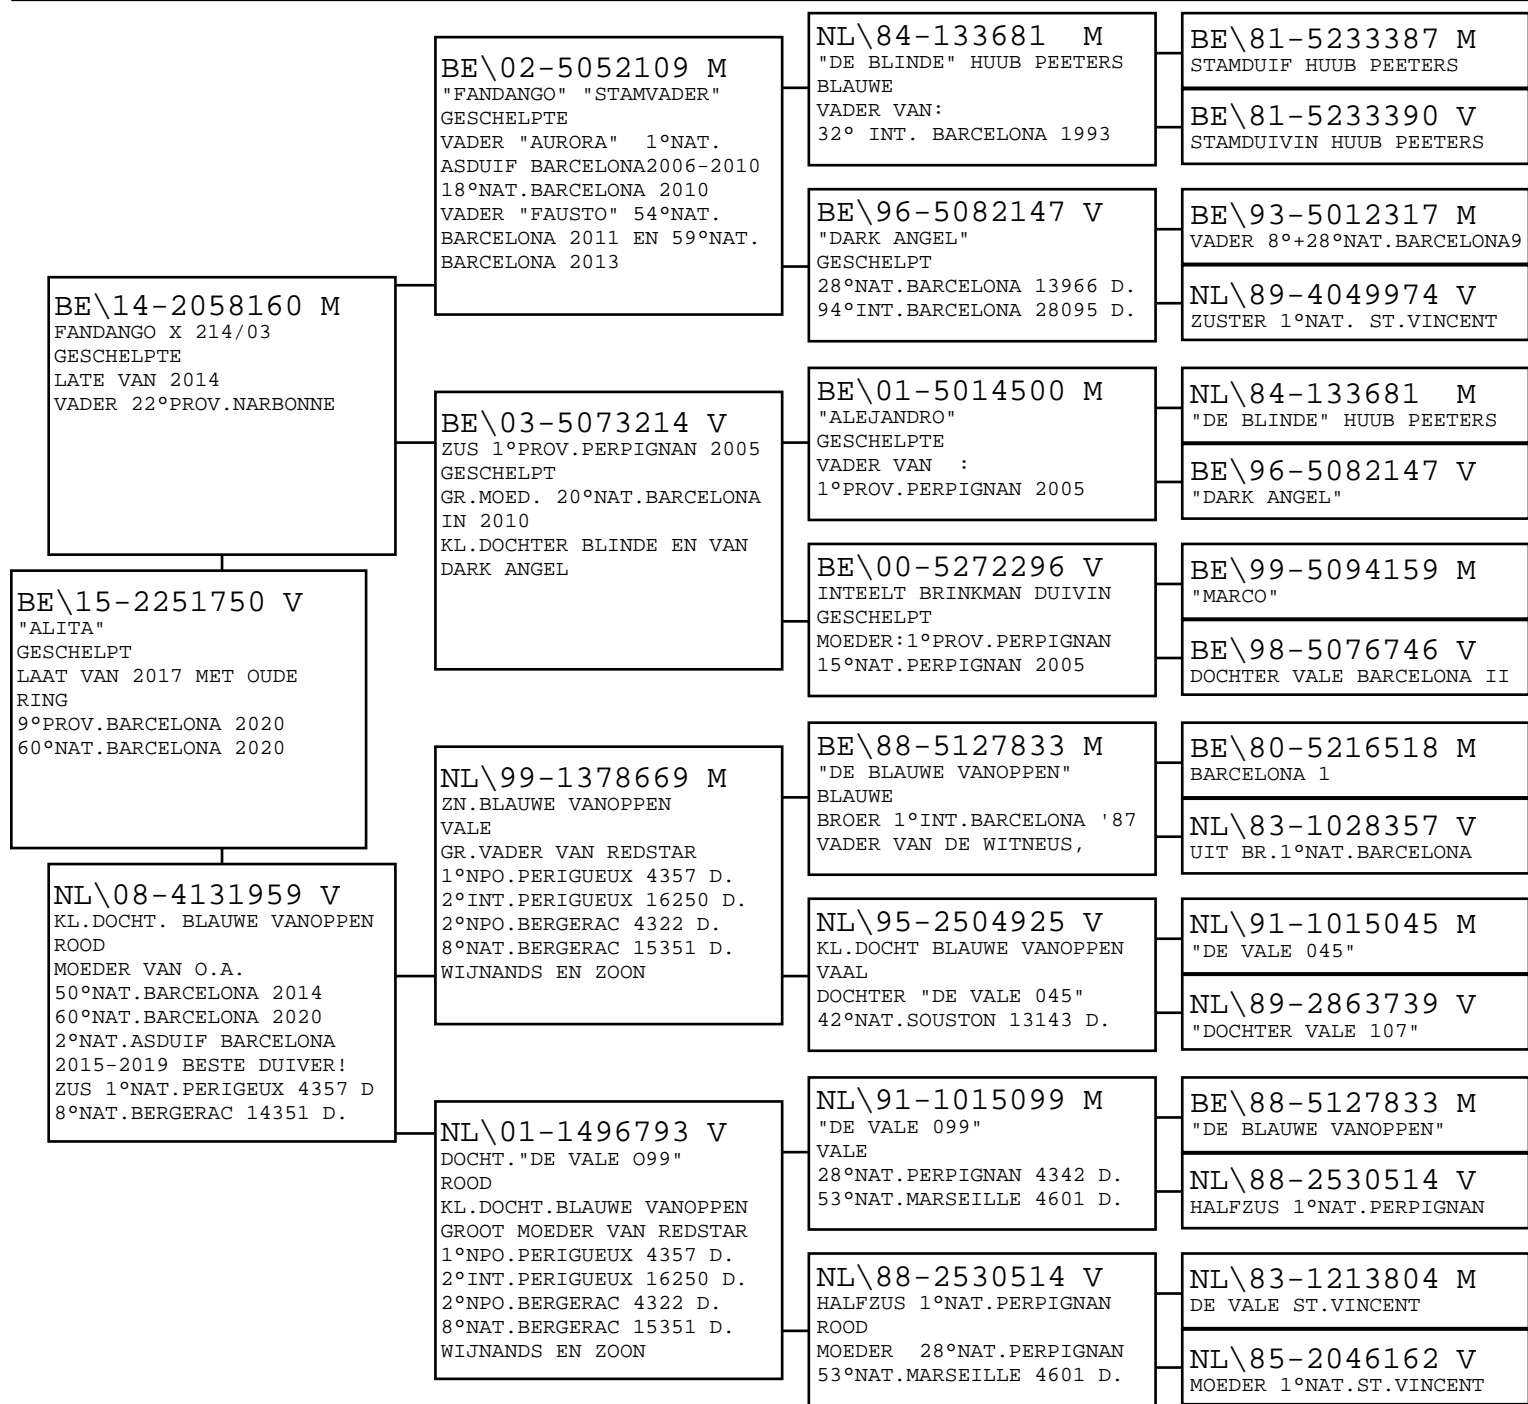 BE\15-2251750 V
"ALITA"
GESCHELPT
LAAT VAN 2017 MET OUDE
RING
9°PROV.BARCELONA 2020
60°NAT.BARCELONA 2020
BE\14-2058160 M
FANDANGO X 214/03
GESCHELPTE
LATE VAN 2014
VADER 22°PROV.NARBONNE
NL\08-4131959 V
KL.DOCHT. BLAUWE VANOPPEN
ROOD
MOEDER VAN O.A.
50°NAT.BARCELONA 2014
60°NAT.BARCELONA 2020
2°NAT.ASDUIF BARCELONA
2015-2019 BESTE DUIVER!
ZUS 1°NAT.PERIGEUX 4357 D
8°NAT.BERGERAC 14351 D.
BE\02-5052109 M
"FANDANGO" "STAMVADER"
GESCHELPTE
VADER "AURORA"  1°NAT.
ASDUIF BARCELONA2006-2010
18°NAT.BARCELONA 2010
VADER "FAUSTO" 54°NAT.
BARCELONA 2011 EN 59°NAT.
BARCELONA 2013
BE\03-5073214 V
ZUS 1°PROV.PERPIGNAN 2005
GESCHELPT
GR.MOED. 20°NAT.BARCELONA
IN 2010
KL.DOCHTER BLINDE EN VAN
DARK ANGEL
NL\99-1378669 M
ZN.BLAUWE VANOPPEN
VALE
GR.VADER VAN REDSTAR
1°NPO.PERIGUEUX 4357 D.
2°INT.PERIGUEUX 16250 D.
2°NPO.BERGERAC 4322 D.
8°NAT.BERGERAC 15351 D.
WIJNANDS EN ZOON
NL\01-1496793 V
DOCHT."DE VALE O99"
ROOD
KL.DOCHT.BLAUWE VANOPPEN
GROOT MOEDER VAN REDSTAR
1°NPO.PERIGUEUX 4357 D.
2°INT.PERIGUEUX 16250 D.
2°NPO.BERGERAC 4322 D.
8°NAT.BERGERAC 15351 D.
WIJNANDS EN ZOON
NL\84-133681  M
"DE BLINDE" HUUB PEETERS
BLAUWE
VADER VAN:
32° INT. BARCELONA 1993
BE\96-5082147 V
"DARK ANGEL"
GESCHELPT
28°NAT.BARCELONA 13966 D.
94°INT.BARCELONA 28095 D.
BE\01-5014500 M
"ALEJANDRO"
GESCHELPTE
VADER VAN  :
1°PROV.PERPIGNAN 2005
BE\00-5272296 V
INTEELT BRINKMAN DUIVIN
GESCHELPT
MOEDER:1°PROV.PERPIGNAN
15°NAT.PERPIGNAN 2005
BE\88-5127833 M
"DE BLAUWE VANOPPEN"
BLAUWE
BROER 1°INT.BARCELONA '87
VADER VAN DE WITNEUS,
NL\95-2504925 V
KL.DOCHT BLAUWE VANOPPEN
VAAL
DOCHTER "DE VALE 045"
42°NAT.SOUSTON 13143 D.
NL\91-1015099 M
"DE VALE 099"
VALE
28°NAT.PERPIGNAN 4342 D.
53°NAT.MARSEILLE 4601 D.
NL\88-2530514 V
HALFZUS 1°NAT.PERPIGNAN
ROOD
MOEDER  28°NAT.PERPIGNAN
53°NAT.MARSEILLE 4601 D.
BE\81-5233387 M
STAMDUIF HUUB PEETERS
BE\81-5233390 V
STAMDUIVIN HUUB PEETERS
BE\93-5012317 M
VADER 8°+28°NAT.BARCELONA9
NL\89-4049974 V
ZUSTER 1°NAT. ST.VINCENT
NL\84-133681  M
"DE BLINDE" HUUB PEETERS
BE\96-5082147 V
"DARK ANGEL"
BE\99-5094159 M
"MARCO"
BE\98-5076746 V
DOCHTER VALE BARCELONA II
BE\80-5216518 M
BARCELONA 1
NL\83-1028357 V
UIT BR.1°NAT.BARCELONA
NL\91-1015045 M
"DE VALE 045"
NL\89-2863739 V
"DOCHTER VALE 107"
BE\88-5127833 M
"DE BLAUWE VANOPPEN"
NL\88-2530514 V
HALFZUS 1°NAT.PERPIGNAN
NL\83-1213804 M
DE VALE ST.VINCENT
NL\85-2046162 V
MOEDER 1°NAT.ST.VINCENT